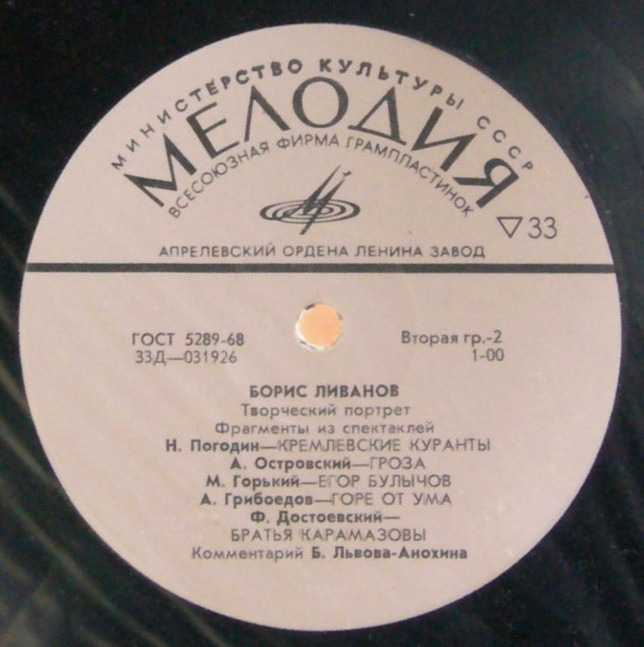 МИНИСТЕРСТВО КУЛЬТУРЫ СССР
МЕЛОДИЯ
ВСЕСОЮЗНАЯ ФИРМА ГРАМПЛАСТИНОК
▽33
АПРЕЛЕВСКИЙ ОРДЕНА ЛЕНИНА ЗАВОД
ГОСТ 5289-68
33Д—031926
Вторая гр.-2
1-00
БОРИС ЛИВАНОВ
Творческий портрет
Фрагменты из спектаклей
Н. Погодин—КРЕМЛЕВСКИЕ КУРАНТЫ
А. Островский—ГРОЗА
М. Горький—ЕГОР БУЛЫЧОВ
А. Грибоедов—ГОРЕ ОТ УМА
Ф. Достоевский—
БРАТЬЯ КАРАМАЗОВЫ
Комментарий Б. Львова-Анохина